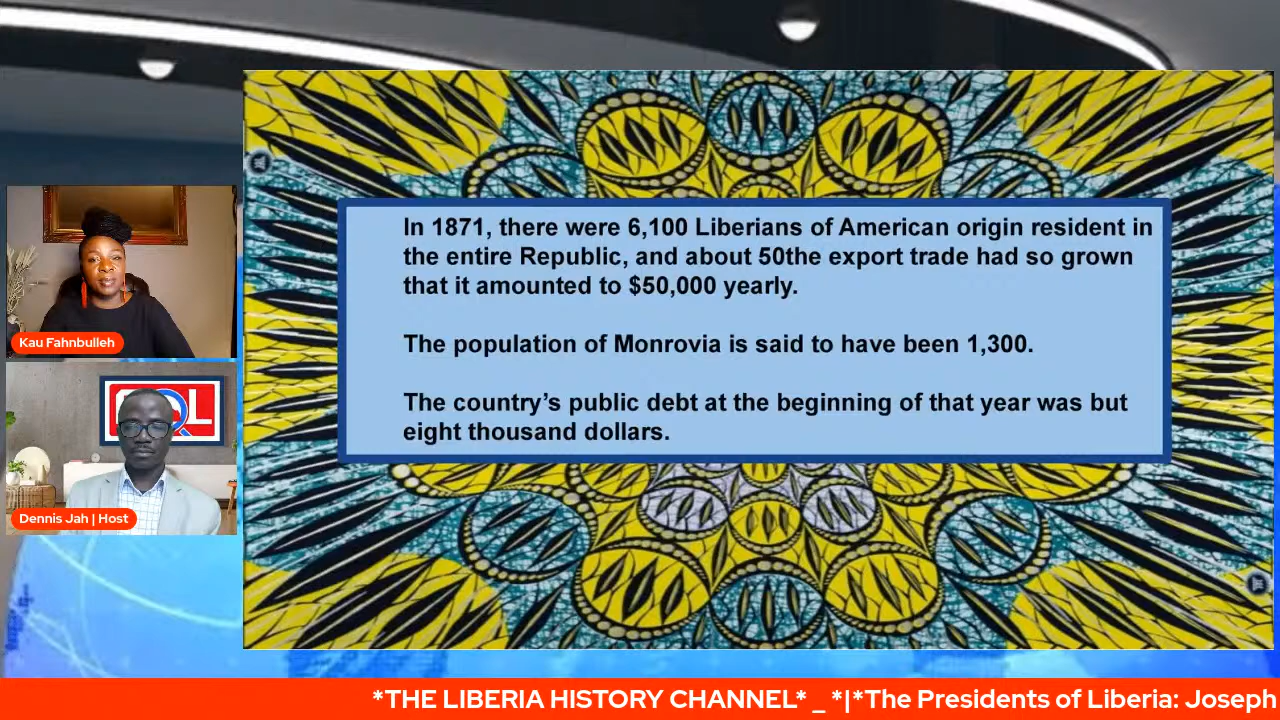 In 1871, there were 6,100 Liberians of American origin resident in
the entire Republic, and about 50the export trade had so grown
that it amounted to $50,000 yearly.
The population of Monrovia is said to have been 1,300.
The country’s public debt at the beginning of that year was but
eight thousand dollars.
Kau Fahnbulleh
Dennis Jah | Host
*THE LIBERIA HISTORY CHANNEL* _ *|*The Presidents of Liberia: Joseph